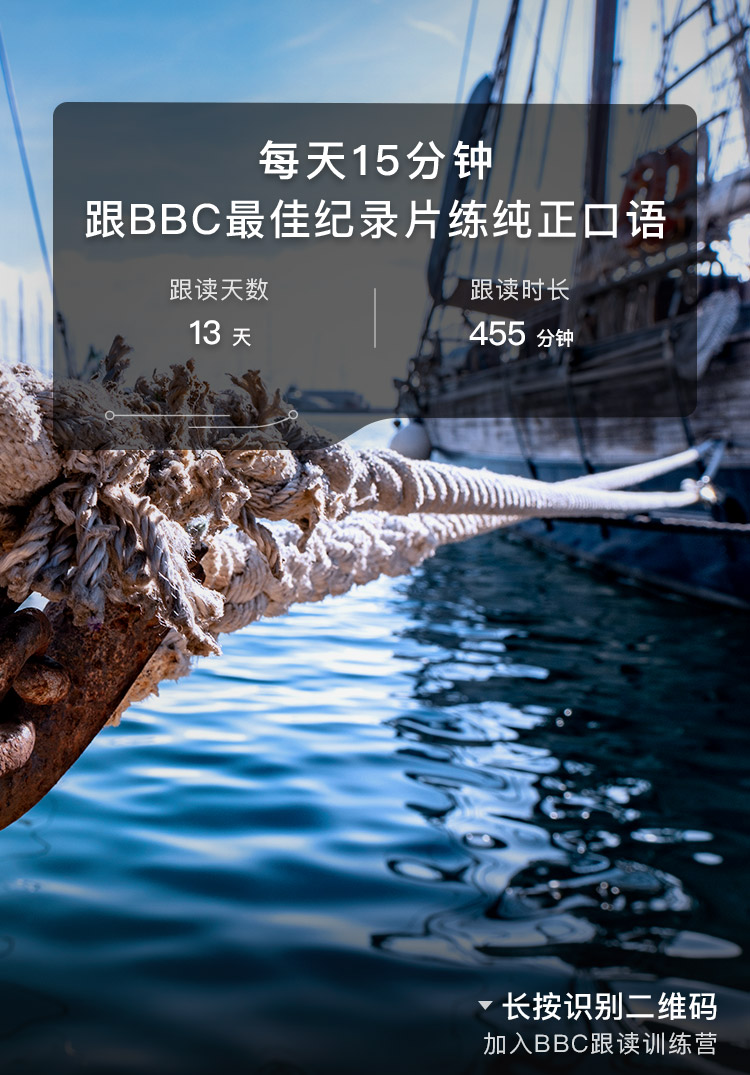 每天15分钟
跟BBC最佳纪录片练纯正口语
跟读天数
13 天
跟读时长
455 分钟
长按识别二维码
加入BBC跟读训练营